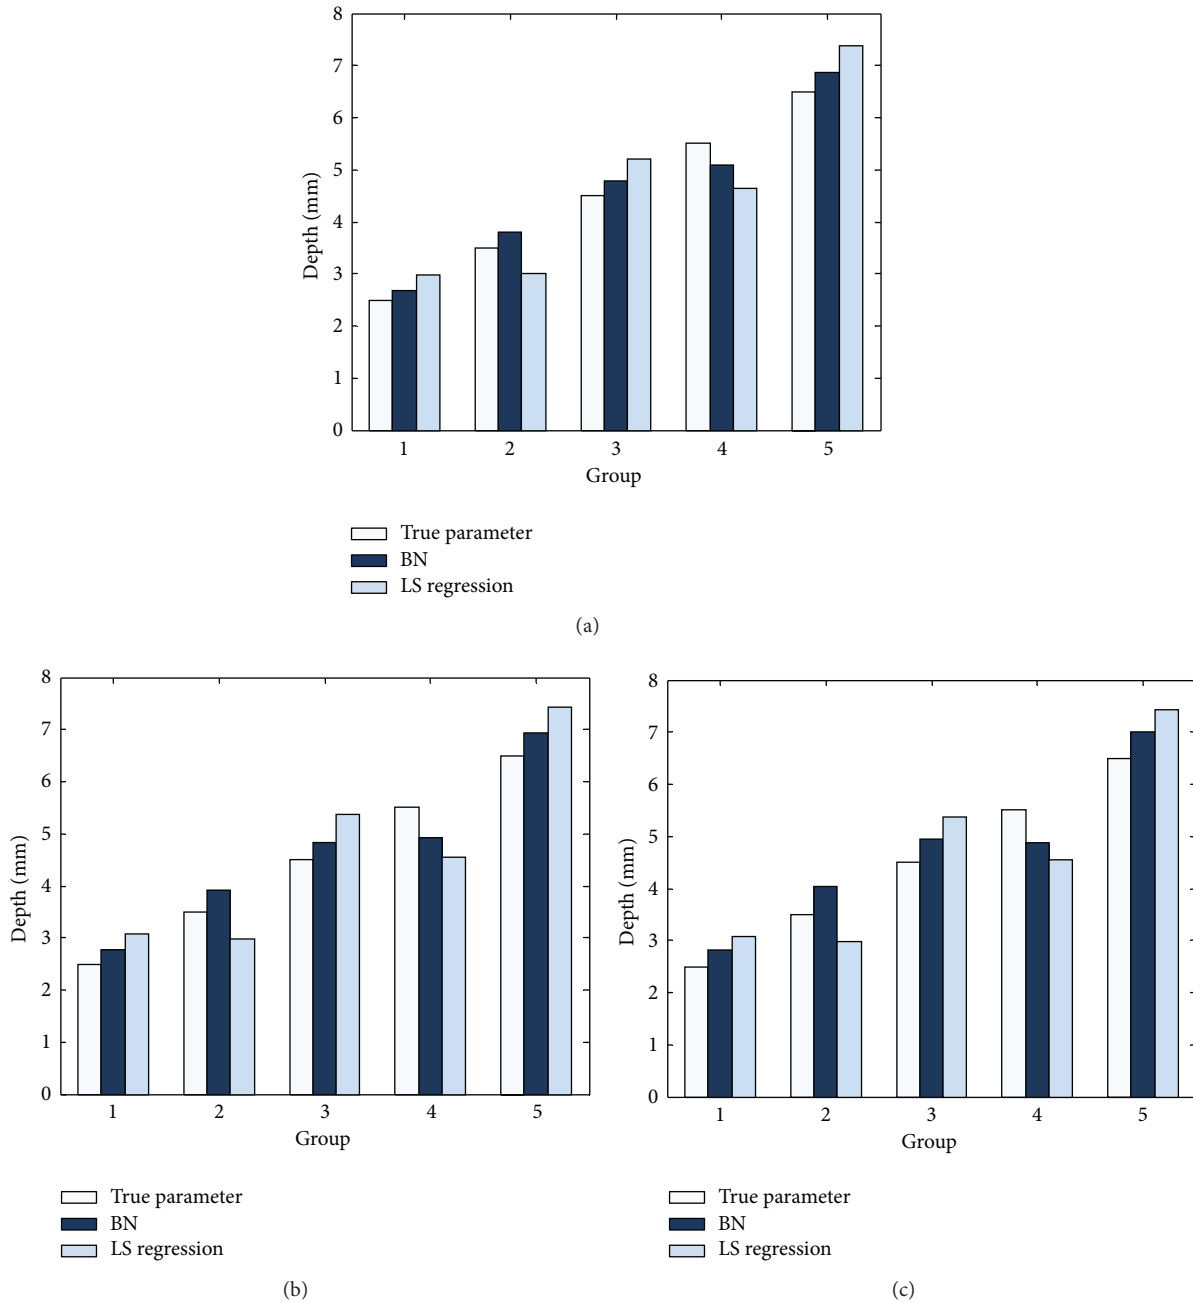 8
7
6
5
4
3
2
1
0
Depth (mm)
1 2 3 4 5
Group
True parameter
BN
LS regression
(a)
8
7
6
5
4
3
2
1
0
Depth (mm)
1 2 3 4 5
Group
True parameter
BN
LS regression
(b)
8
7
6
5
4
3
2
1
0
Depth (mm)
1 2 3 4 5
Group
True parameter
BN
LS regression
(c)